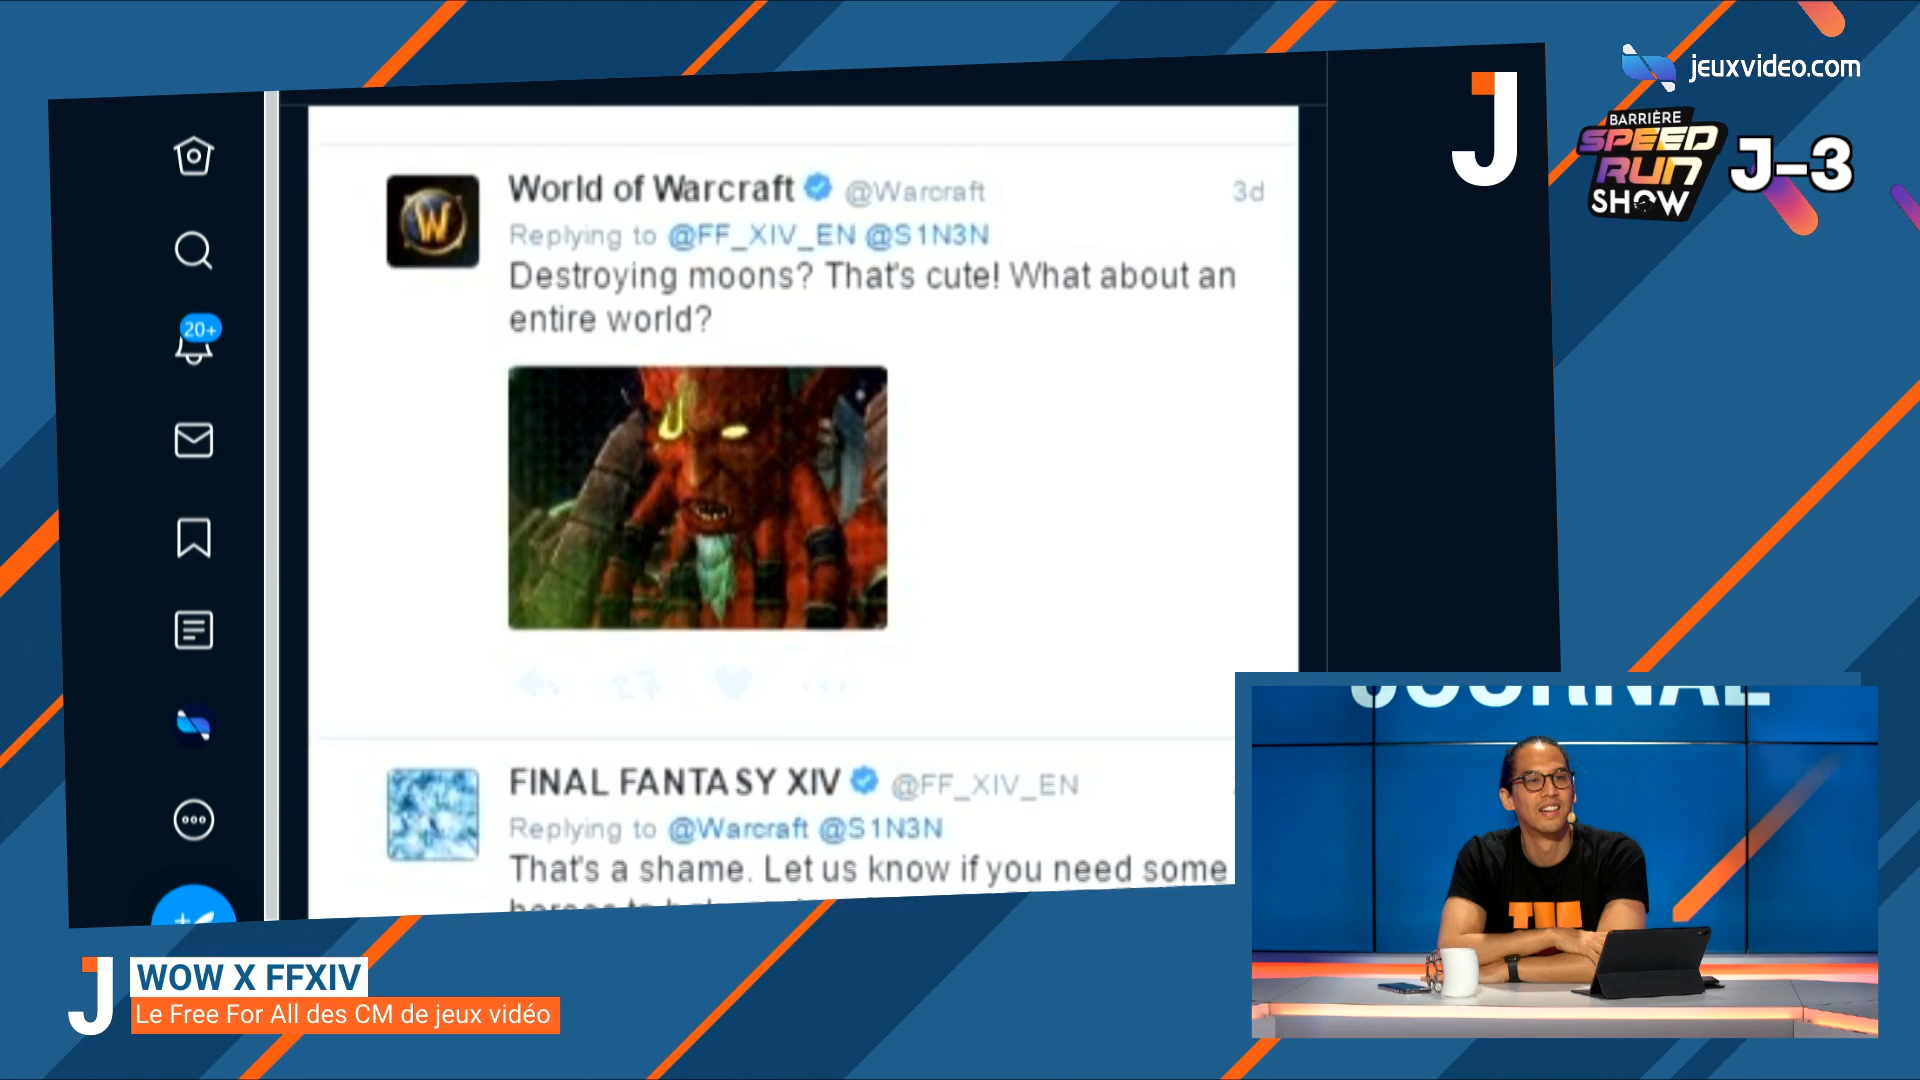 jeuxvideo.com
BARRIÈRE
SPEED
RUN
SHOW
J-3
J
20+
World of Warcraft @Warcraft 3d
Replying to @FF_XIV_EN @S1N3N
Destroying moons? That's cute! What about an
entire world?
FINAL FANTASY XIV @FF_XIV_EN
Replying to @Warcraft @S1N3N
That's a shame. Let us know if you need some
JOURNAL
J
WOW X FFXIV
Le Free For All des CM de jeux vidéo